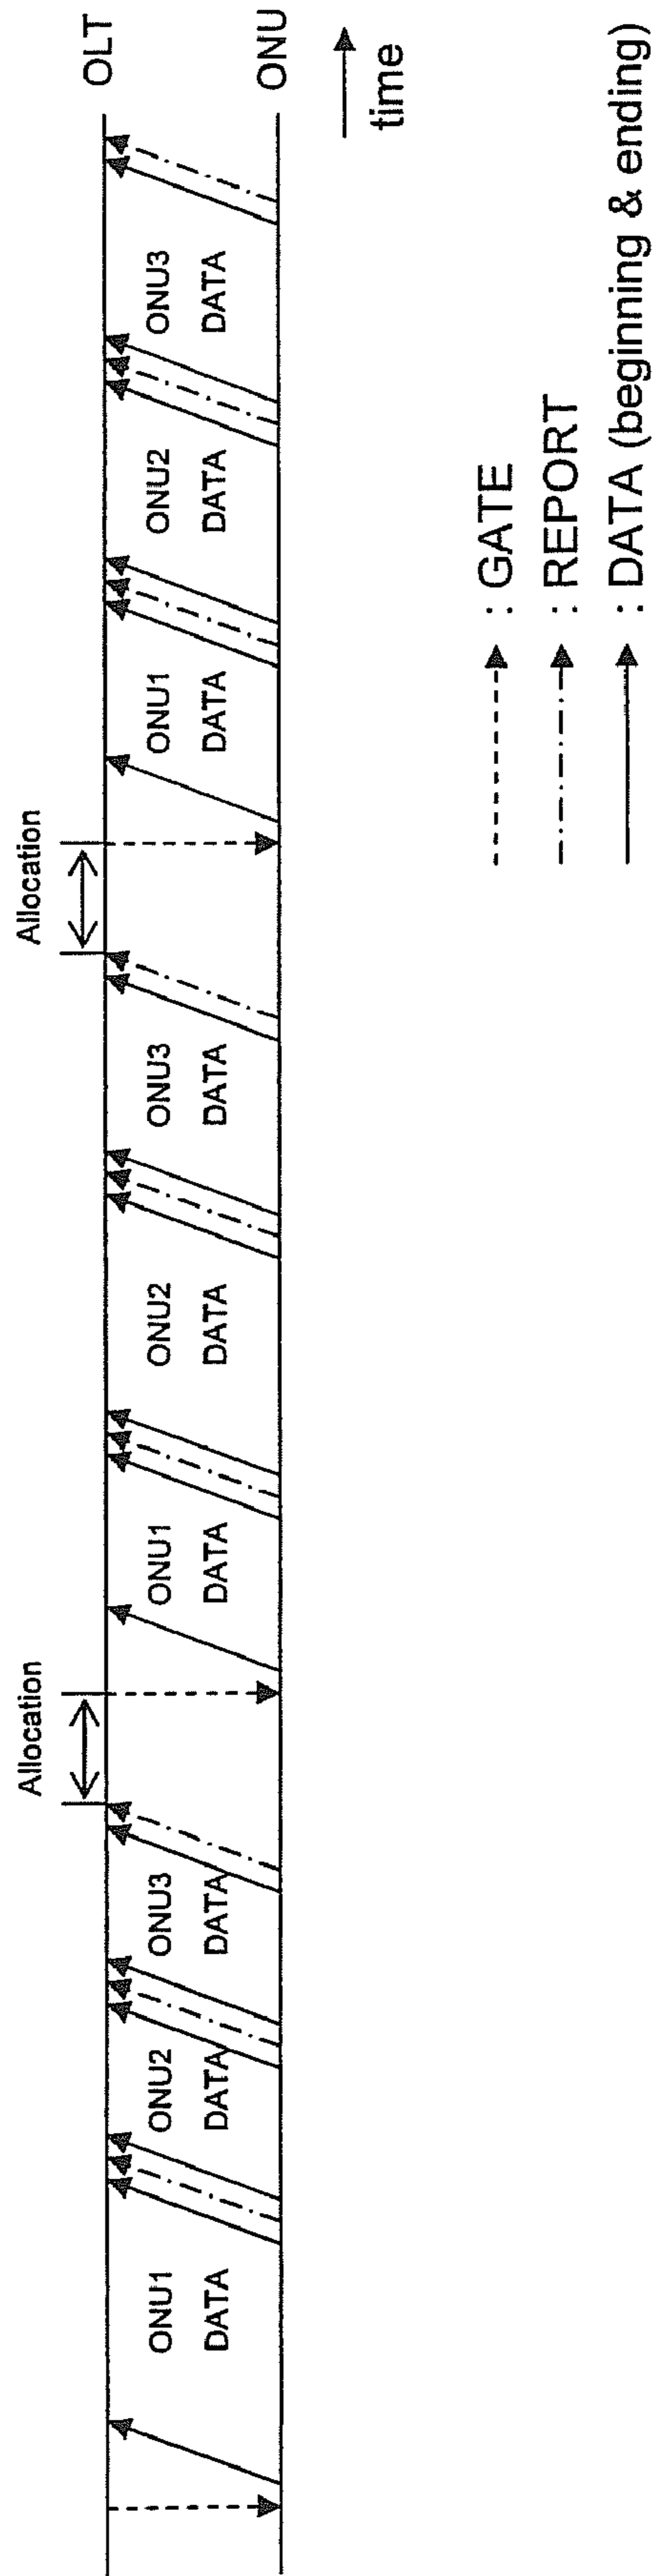 Allocation
Allocation
OLT
ONU1
DATA
ONU2
DATA
ONU3
DATA
ONU1
DATA
ONU2
DATA
ONU3
DATA
ONU1
DATA
ONU2
DATA
ONU3
DATA
ONU
time
: GATE
: REPORT
: DATA (beginning & ending)